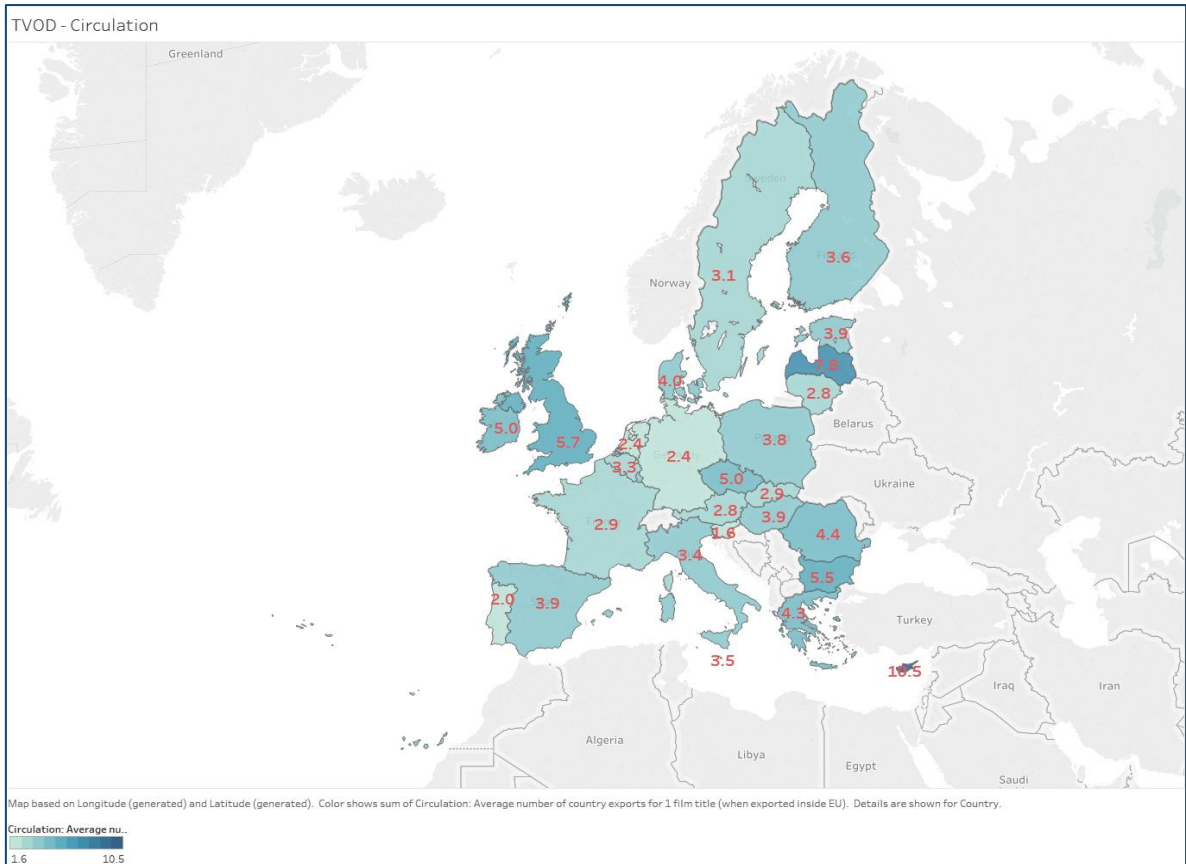 TVOD - Circulation
Greenland
Sweden
3.6
3.1
Norway
3.9
7.8
4.0
2.8
Belarus
5.0
5.7
2.4
3.8
2.4
3.3
5.0
Ukraine
2.9
2.8
2.9
3.9
1.6
4.4
3.4
5.5
2.0
3.9
4.3
Turkey
3.5
10.5
Iraq
Iran
Algeria
Libya
Egypt
Saudi
Map based on Longitude (generated) and Latitude (generated). Color shows sum of Circulation: Average number of country exports for 1 film title (when exported inside EU). Details are shown for Country.
Circulation: Average nu..
1.6 10.5